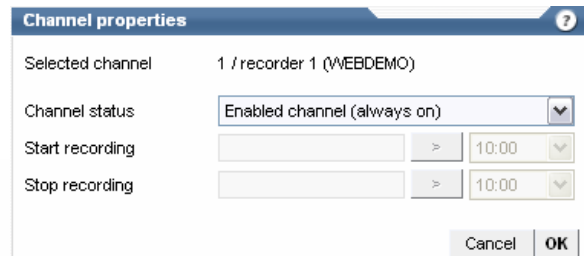 Channel properties ?
Selected channel 1 / recorder 1 (WEBDEMO)
Channel status Enabled channel (always on)
Start recording > 10:00
Stop recording > 10:00
Cancel OK